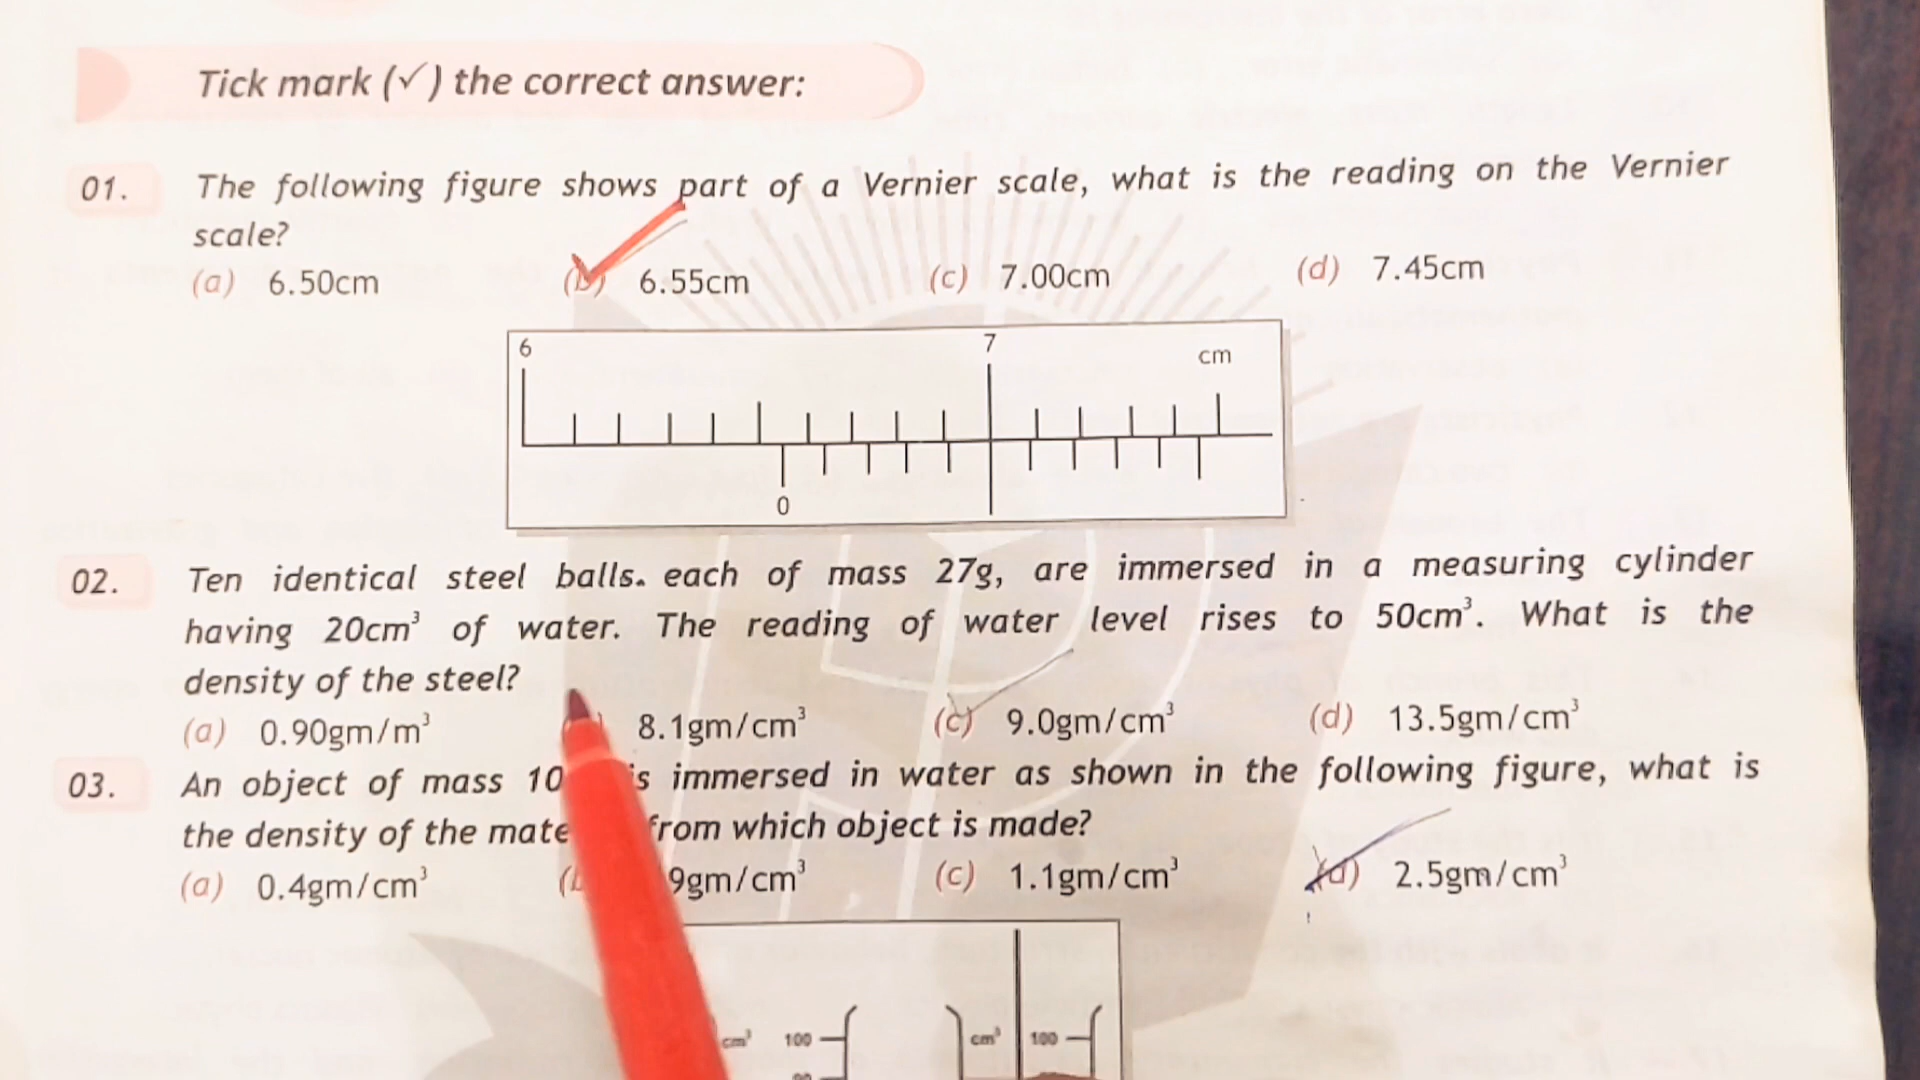 Tick mark (✓) the correct answer:
01. The following figure shows part of a Vernier scale, what is the reading on the Vernier
scale?
(a) 6.50cm (b) 6.55cm (c) 7.00cm (d) 7.45cm
6 7 cm
0
02. Ten identical steel balls. each of mass 27g, are immersed in a measuring cylinder
having 20cm³ of water. The reading of water level rises to 50cm³. What is the
density of the steel?
(a) 0.90gm/m³ 8.1gm/cm³ (c) 9.0gm/cm³ (d) 13.5gm/cm³
03. An object of mass 10 is immersed in water as shown in the following figure, what is
the density of the mate from which object is made?
(a) 0.4gm/cm³ 9gm/cm³ (c) 1.1gm/cm³ (d) 2.5gm/cm³
cm³ 100 cm³ 100